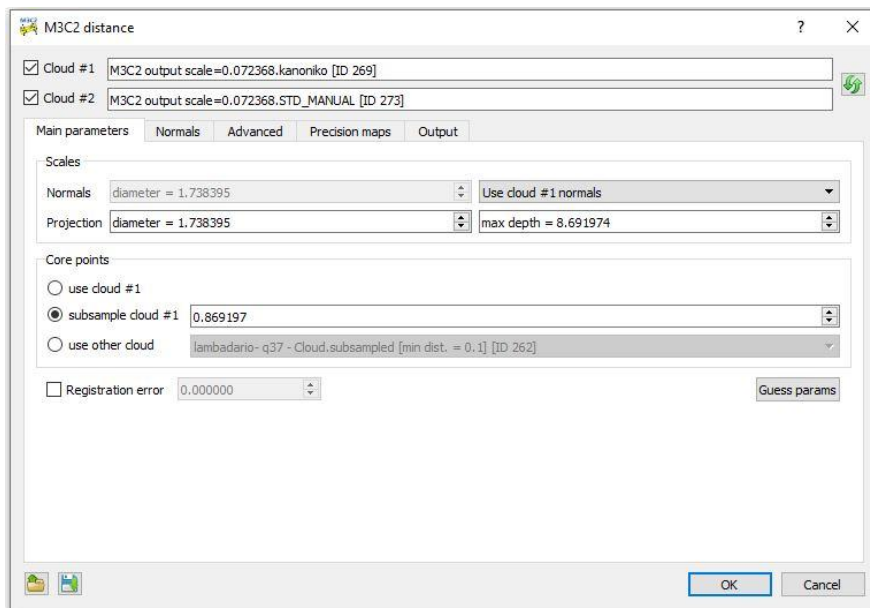 M3C2 distance
Cloud #1 M3C2 output scale=0.072368.kanoniko [ID 269]
Cloud #2 M3C2 output scale=0.072368.STD_MANUAL [ID 273]
Main parameters Normals Advanced Precision maps Output
Scales
Normals diameter = 1.738395 Use cloud #1 normals
Projection diameter = 1.738395 max depth = 8.691974
Core points
use cloud #1
subsample cloud #1 0.869197
use other cloud lambadario- q37 - Cloud.subsampled [min dist. = 0.1] [ID 262]
Registration error 0.000000 Guess params
OK Cancel